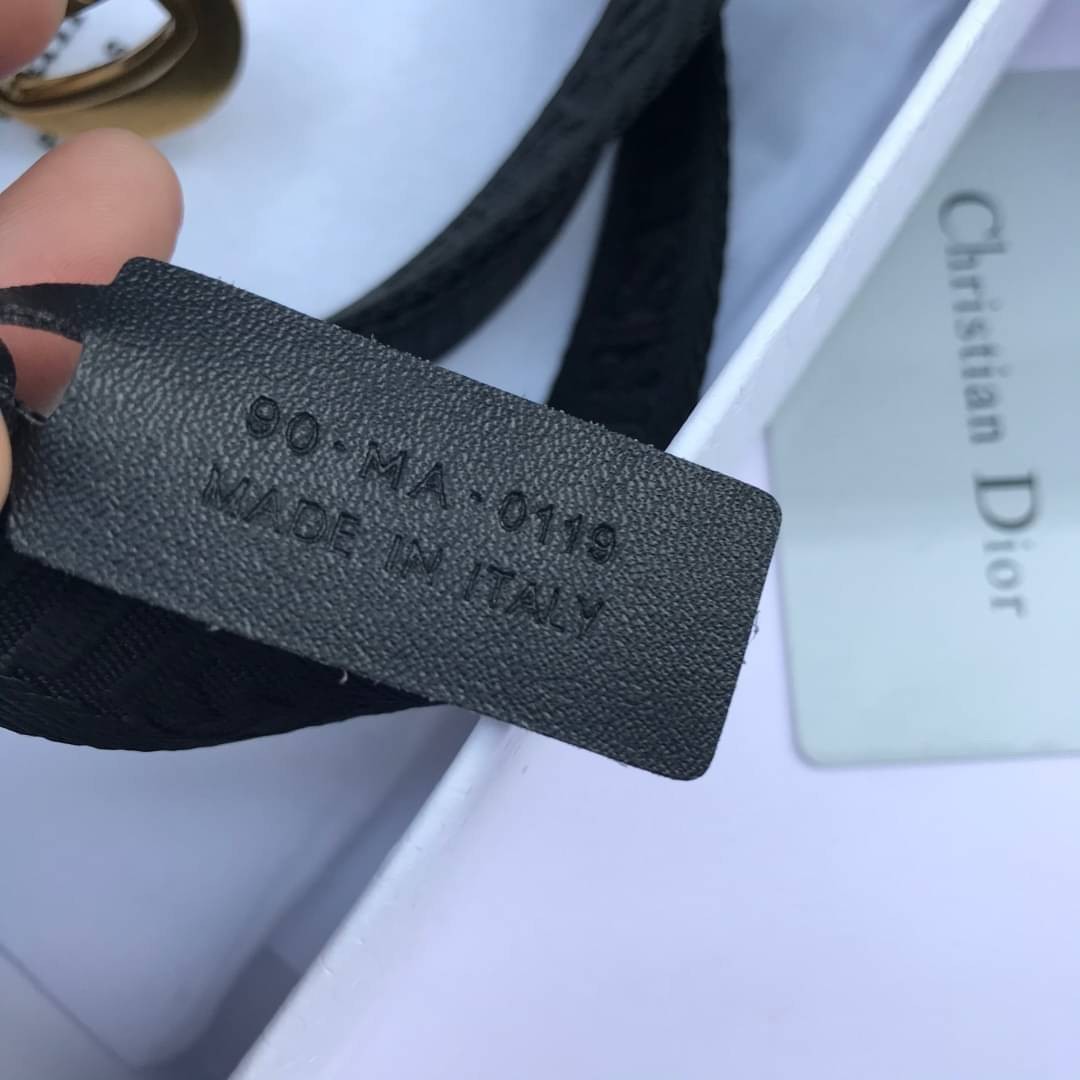 90·MA·0119
MADE IN ITALY
Christian Dior